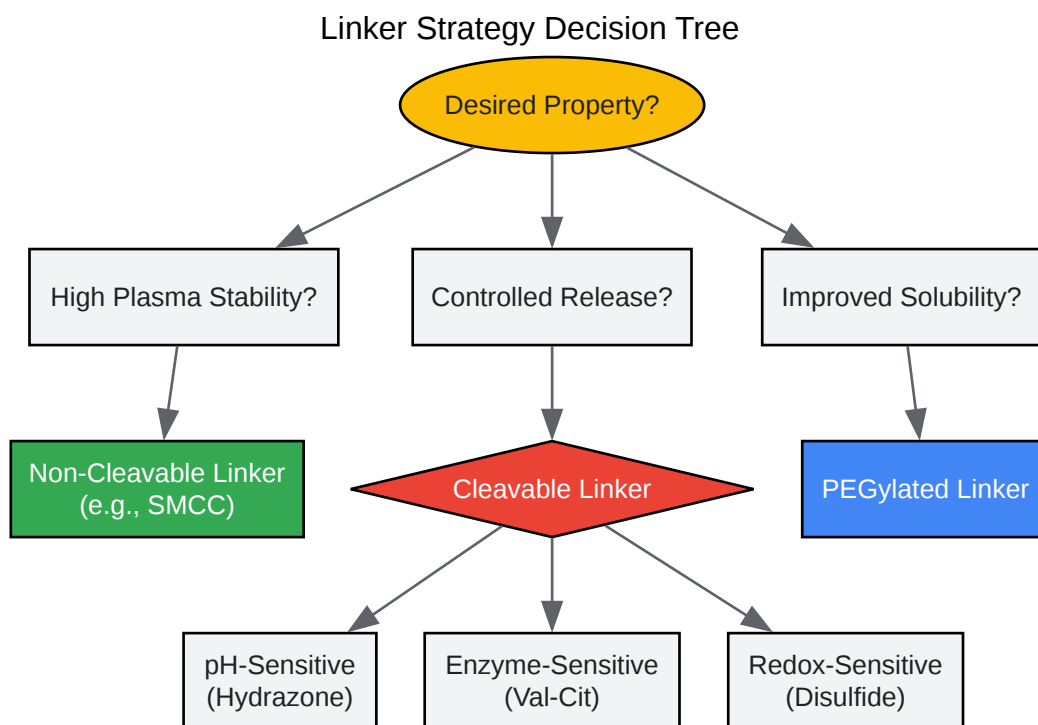 Linker Strategy Decision Tree
Desired Property?
High Plasma Stability?
Controlled Release?
Improved Solubility?
Non-Cleavable Linker
(e.g., SMCC)
Cleavable Linker
PEGylated Linker
pH-Sensitive
(Hydrazone)
Enzyme-Sensitive
(Val-Cit)
Redox-Sensitive
(Disulfide)